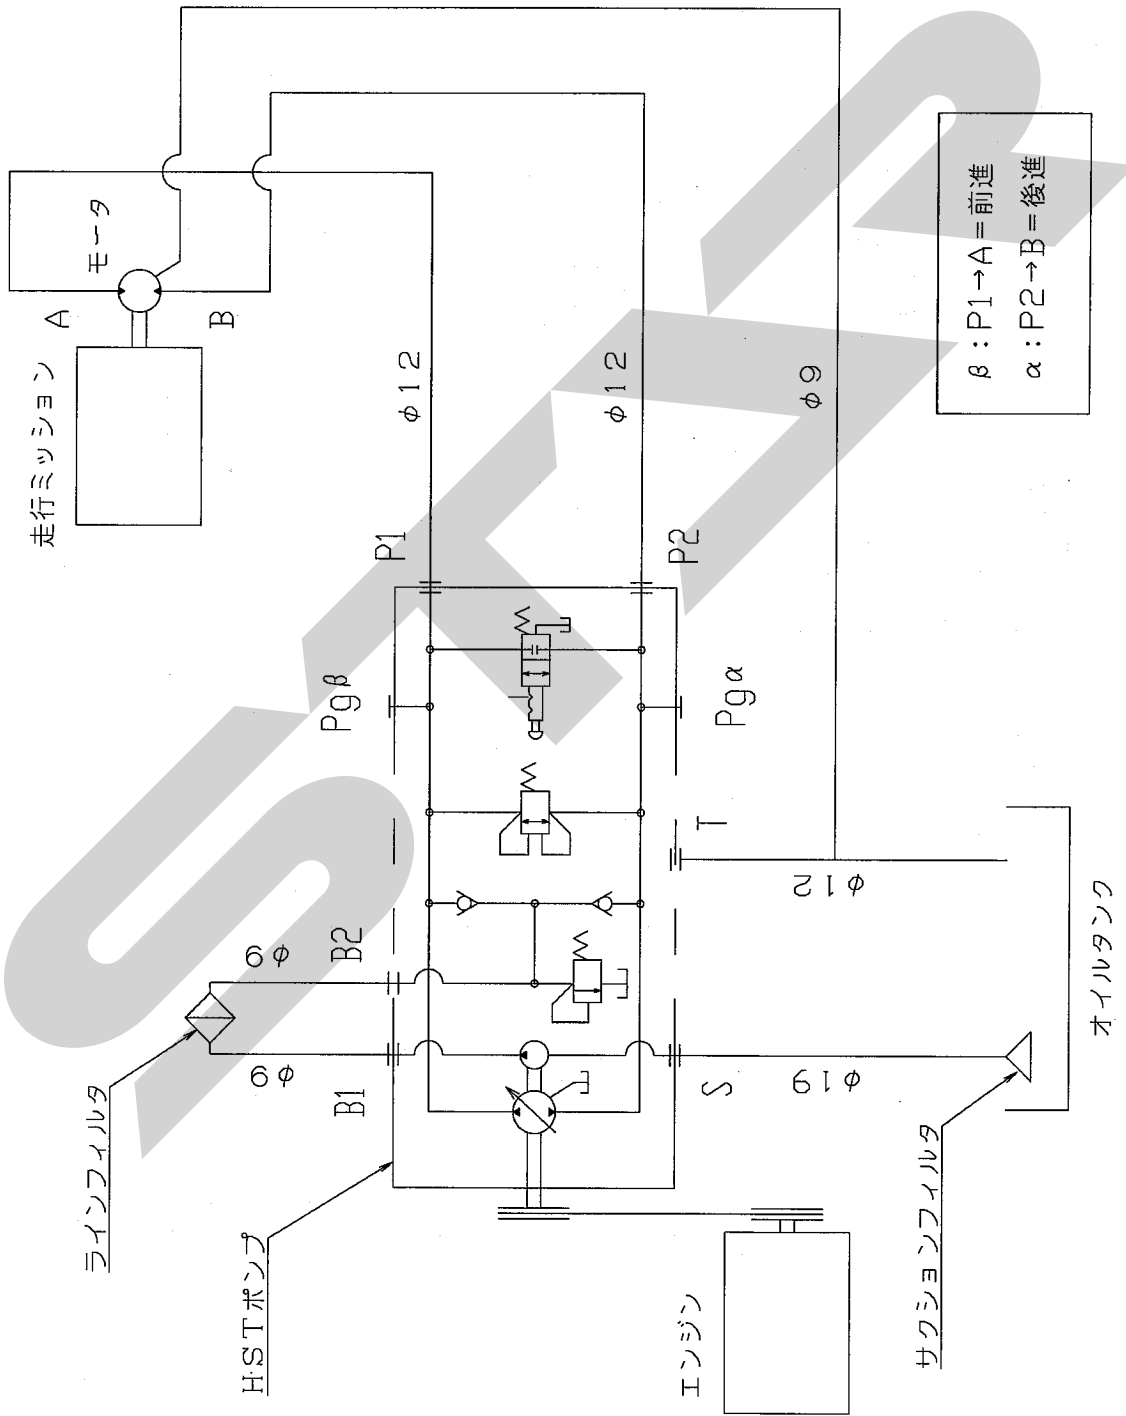 走行ミッション
モータ
A
B
φ12
φ12
φ9
β:P1→A=前進
α:P2→B=後進
P1
P2
Pgβ
Pgα
T
φ12
B2
φ9
ラインフィルタ
φ9
B1
S
φ19
HSTポンプ
エンジン
サクションフィルタ
オイルタンク